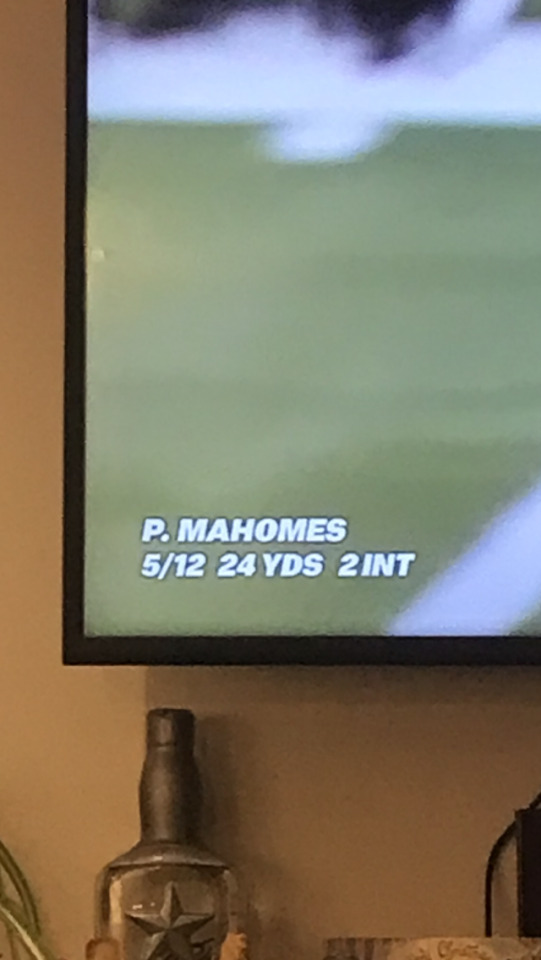 P. MAHOMES
5/12 24 YDS 2 INT